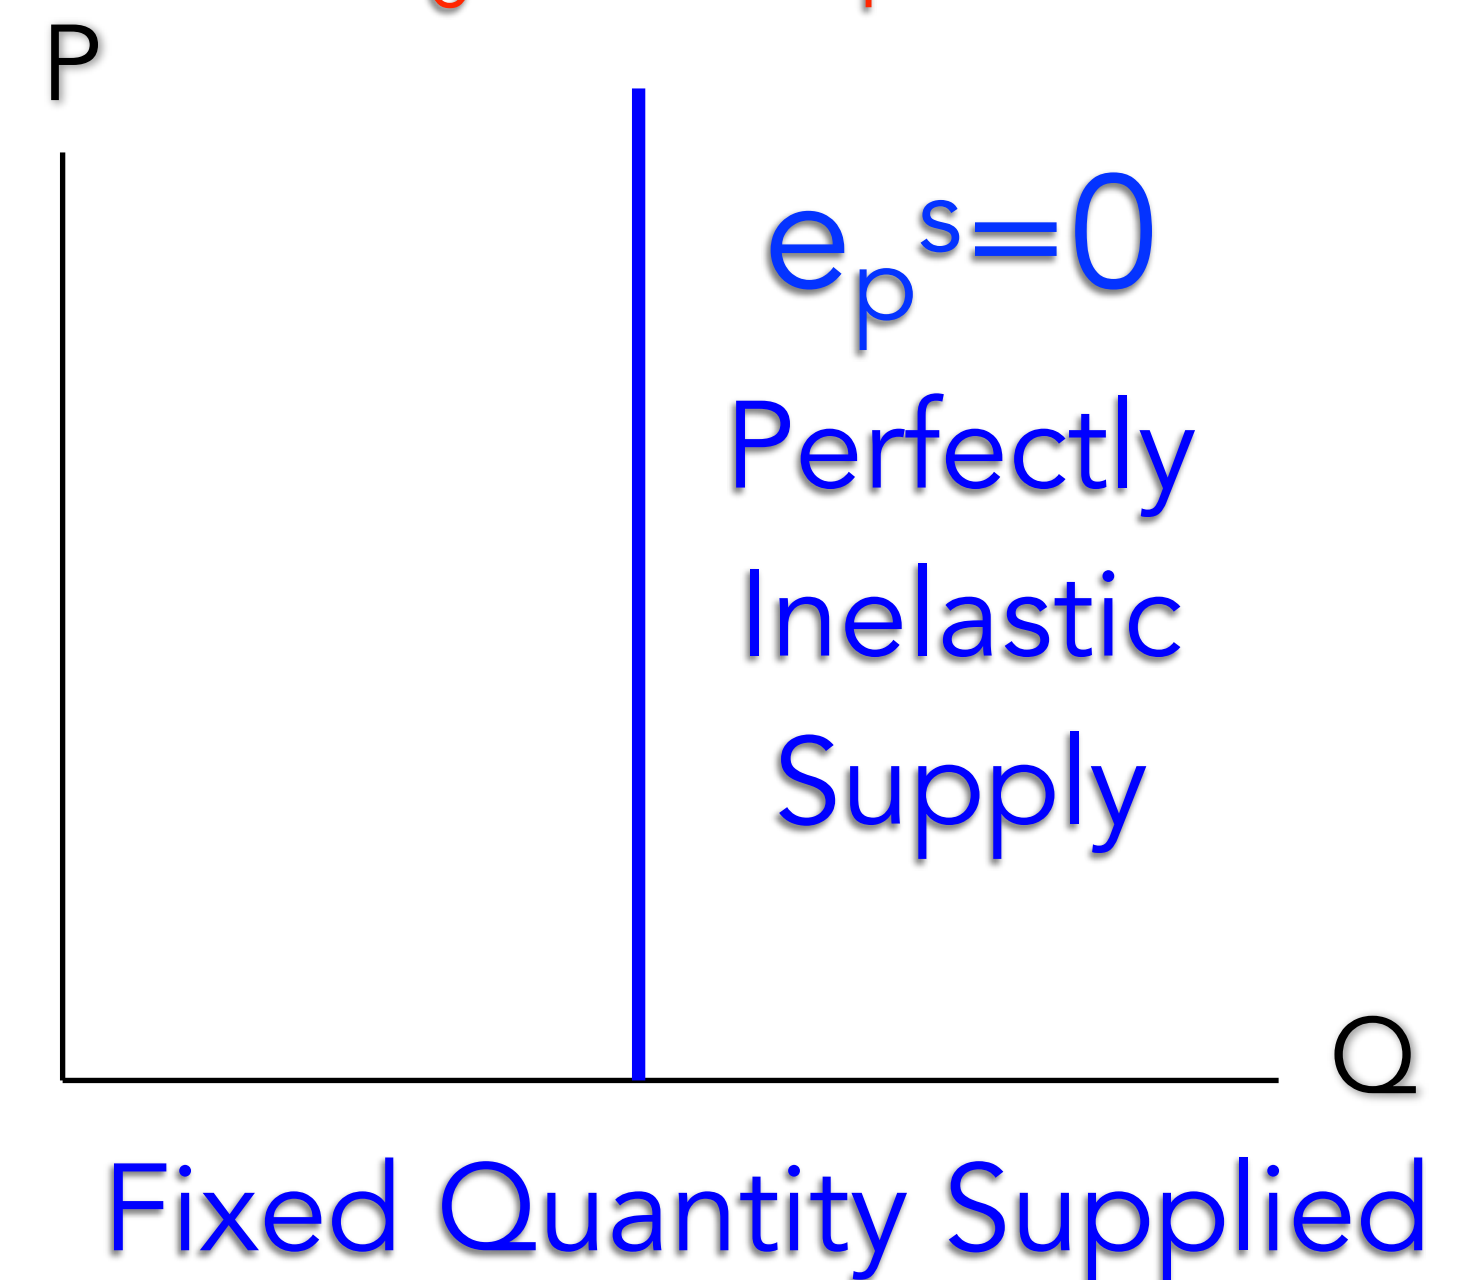 P
eₚˢ=0
Perfectly
Inelastic
Supply
Q
Fixed Quantity Supplied